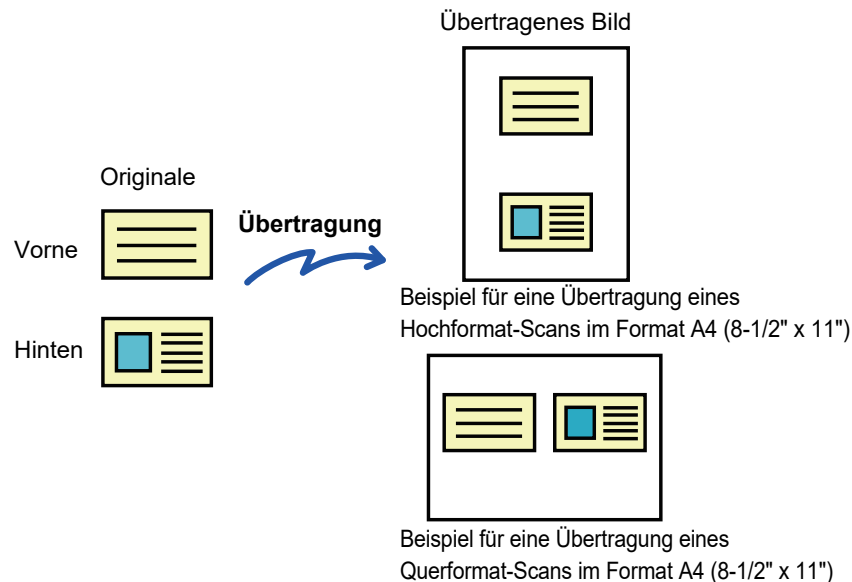 Übertragenes Bild
Originale
Vorne
Übertragung
Hinten
Beispiel für eine Übertragung eines
Hochformat-Scans im Format A4 (8-1/2" x 11")
Beispiel für eine Übertragung eines
Querformat-Scans im Format A4 (8-1/2" x 11")